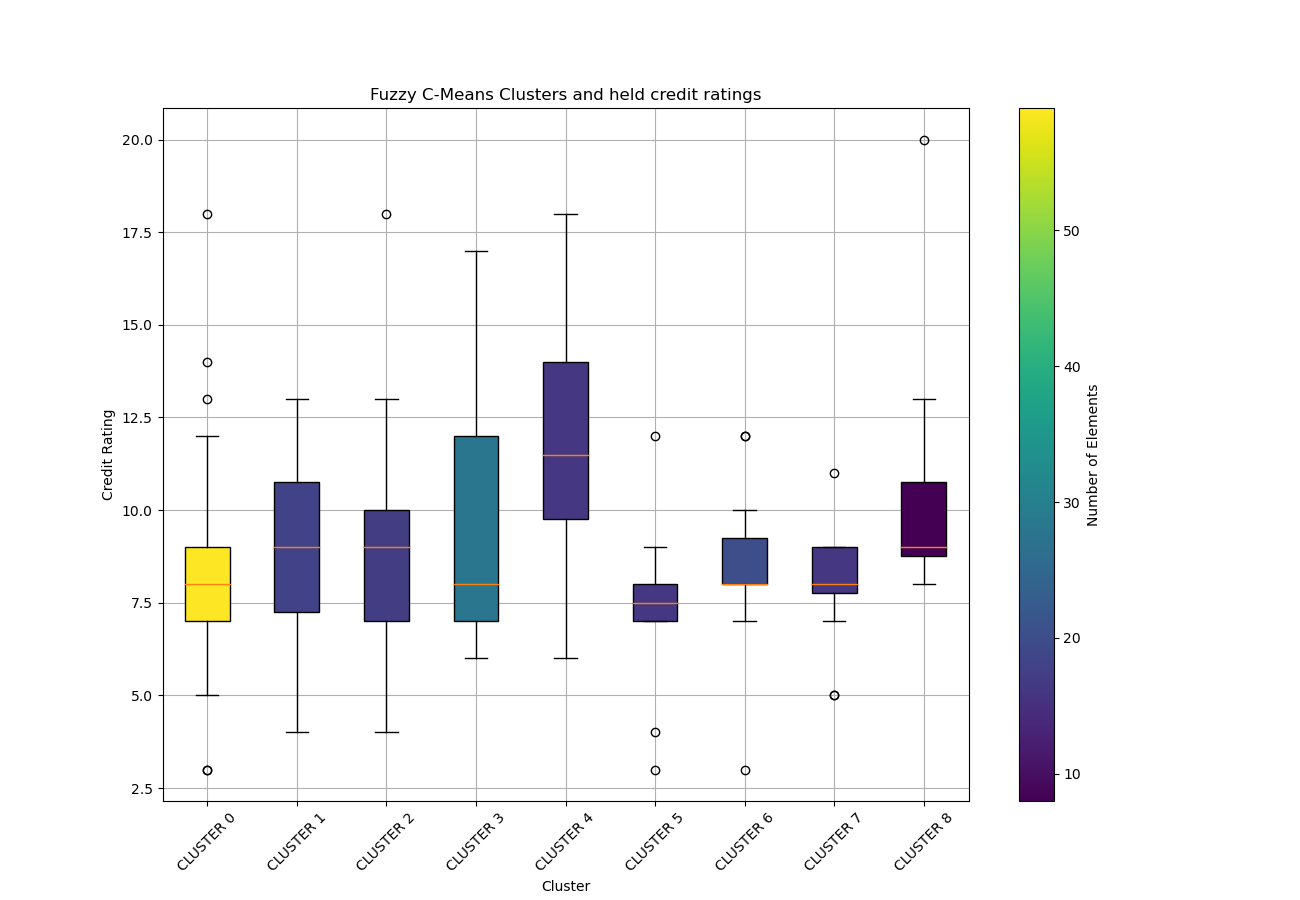 Fuzzy C-Means Clusters and held credit ratings
20.0
17.5
15.0
12.5
10.0
7.5
5.0
2.5
Credit Rating
CLUSTER 0
CLUSTER 1
CLUSTER 2
CLUSTER 3
CLUSTER 4
CLUSTER 5
CLUSTER 6
CLUSTER 7
CLUSTER 8
Cluster
50
40
30
20
10
Number of Elements